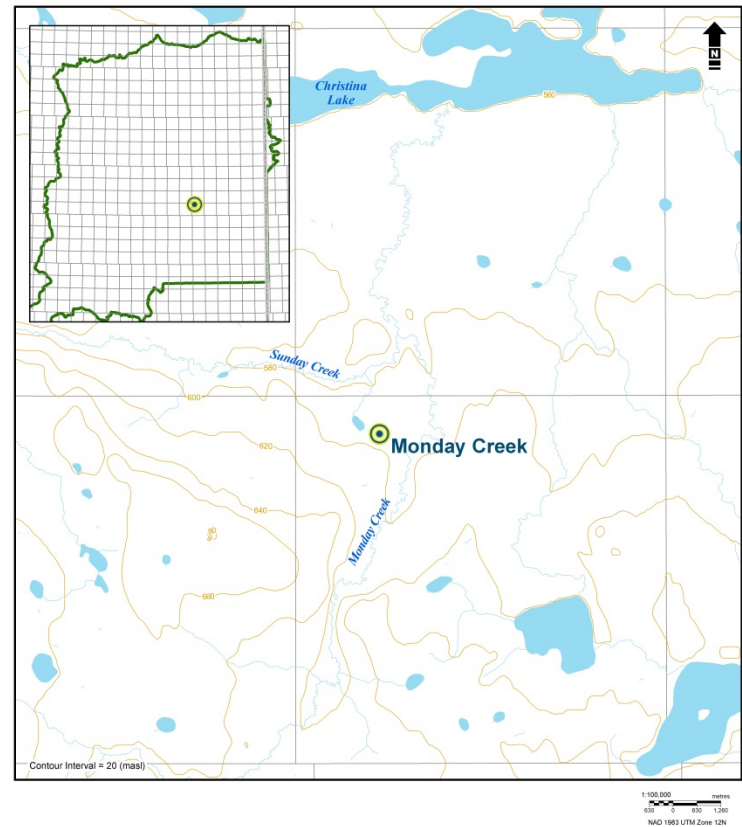 N
Christina
Lake
560
Sunday Creek
580
600
620
Monday Creek
640
Monday Creek
680
660
Contour Interval = 20 (masl)
1:100,000 metres
630 0 630 1,260
NAD 1983 UTM Zone 12N